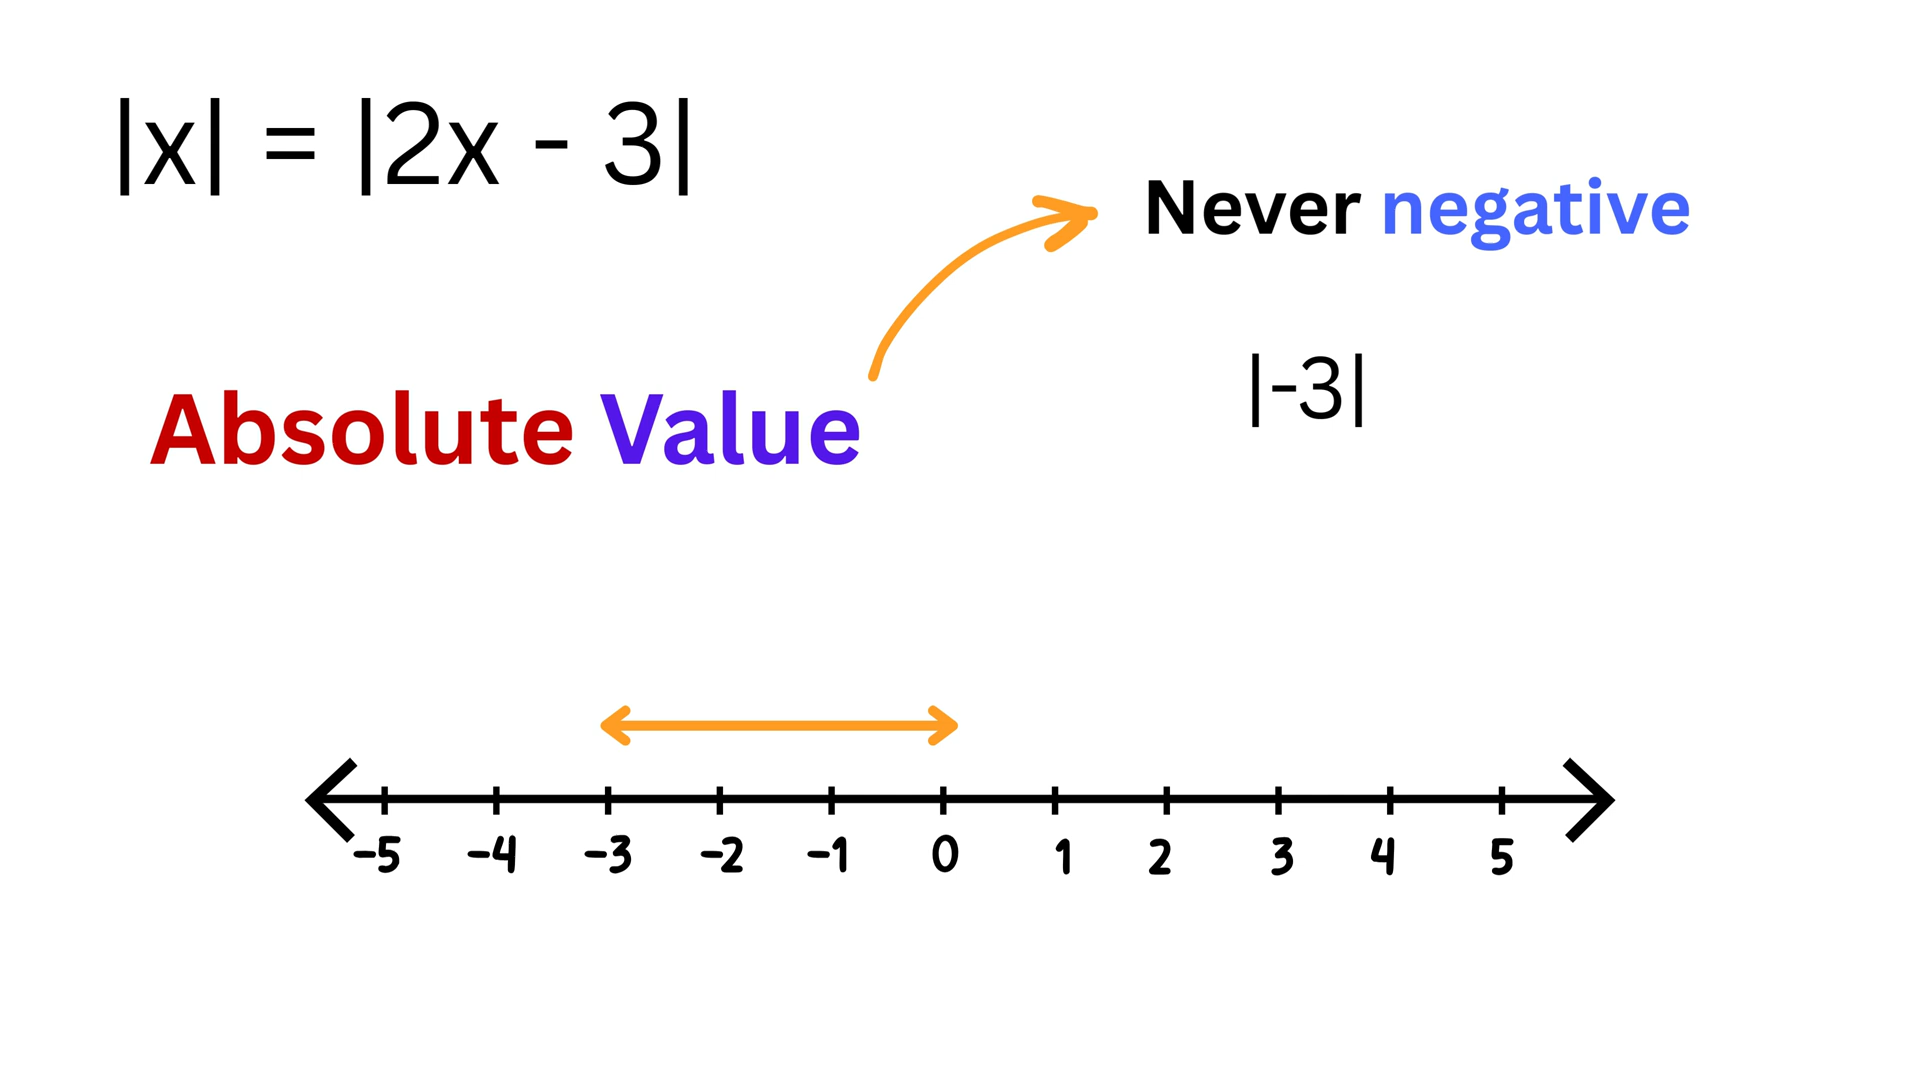 |x| = |2x - 3|
Never negative
|-3|
Absolute Value
-5 -4 -3 -2 -1 0 1 2 3 4 5